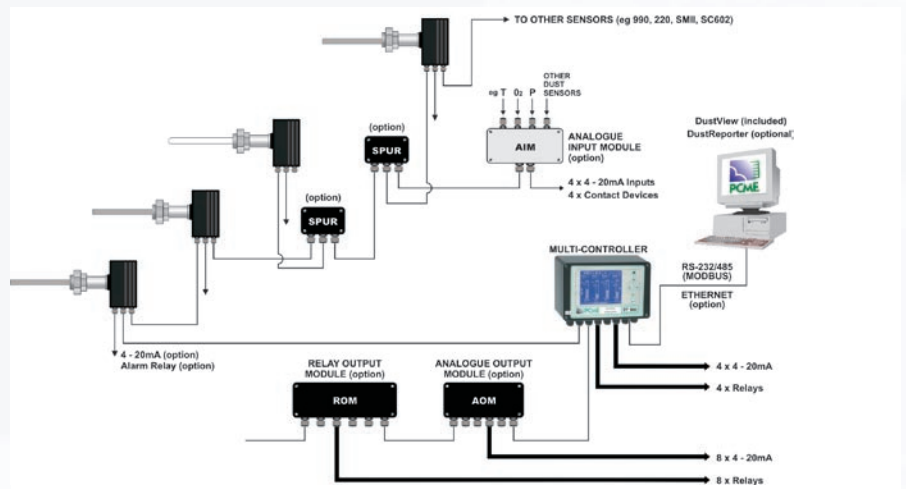 TO OTHER SENSORS (eg 990, 220, SMII, SC602)
OTHER
DUST
SENSORS
eg T O₂ P
(option)
SPUR
AIM
ANALOGUE
INPUT MODULE
(option)
DustView (included)
DustReporter (optional)
PCME
4 x 4 - 20mA Inputs
4 x Contact Devices
(option)
SPUR
MULTI-CONTROLLER
RS-232/485
(MODBUS)
ETHERNET
(option)
4 - 20mA (option)
Alarm Relay (option)
RELAY OUTPUT
MODULE (option)
ROM
ANALOGUE OUTPUT
MODULE (option)
AOM
4 x 4 - 20mA
4 x Relays
8 x 4 - 20mA
8 x Relays